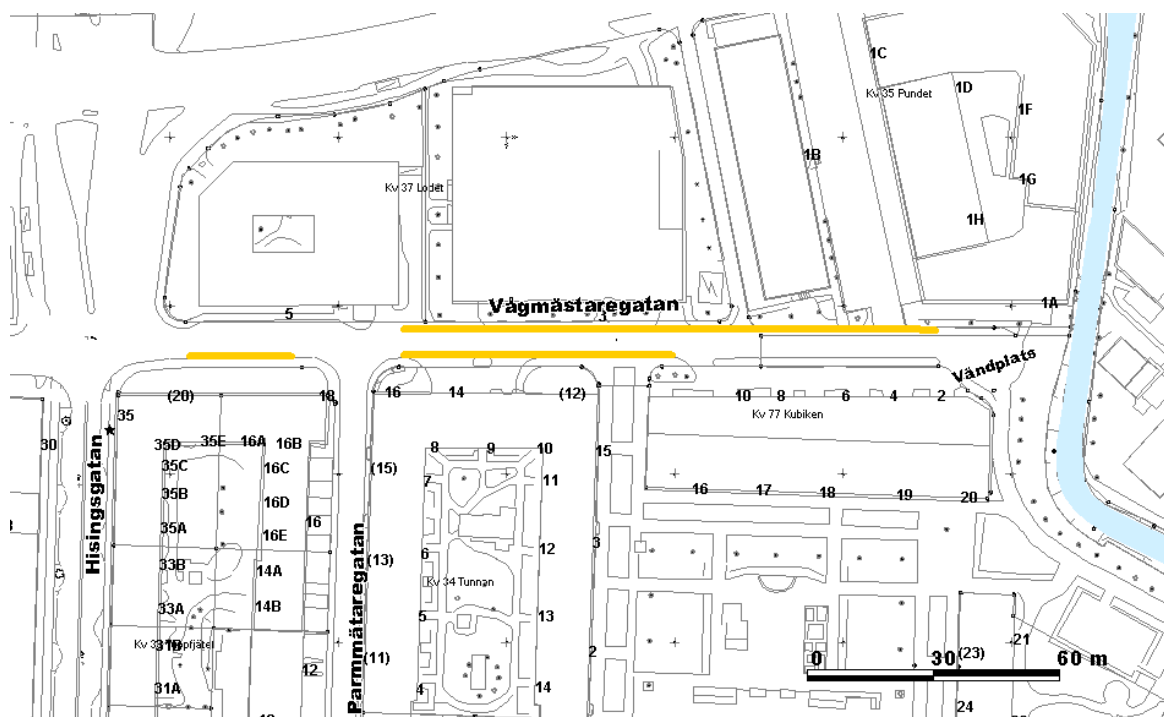 1C
Kv 35 Pundet
1D
1F
1B
1G
Kv 37 Lodet
1H
Vågmästaregatan
1A
5
3
Vändplats
(20)
18
16
14
(12)
10
8
6
4
2
Kv 77 Kubiken
35
30
35D
35E
16A
16B
8
9
10
15
35C
16C
(15)
7
11
35B
16D
16
17
18
19
20
Hisingsgatan
35A
16E
16
33B
14A
(13)
6
12
3
Kv 34 Tunnan
33A
14B
5
13
31B
Parmmätaregatan
12
(11)
2
21
(23)
0
30
60 m
31A
4
14
24